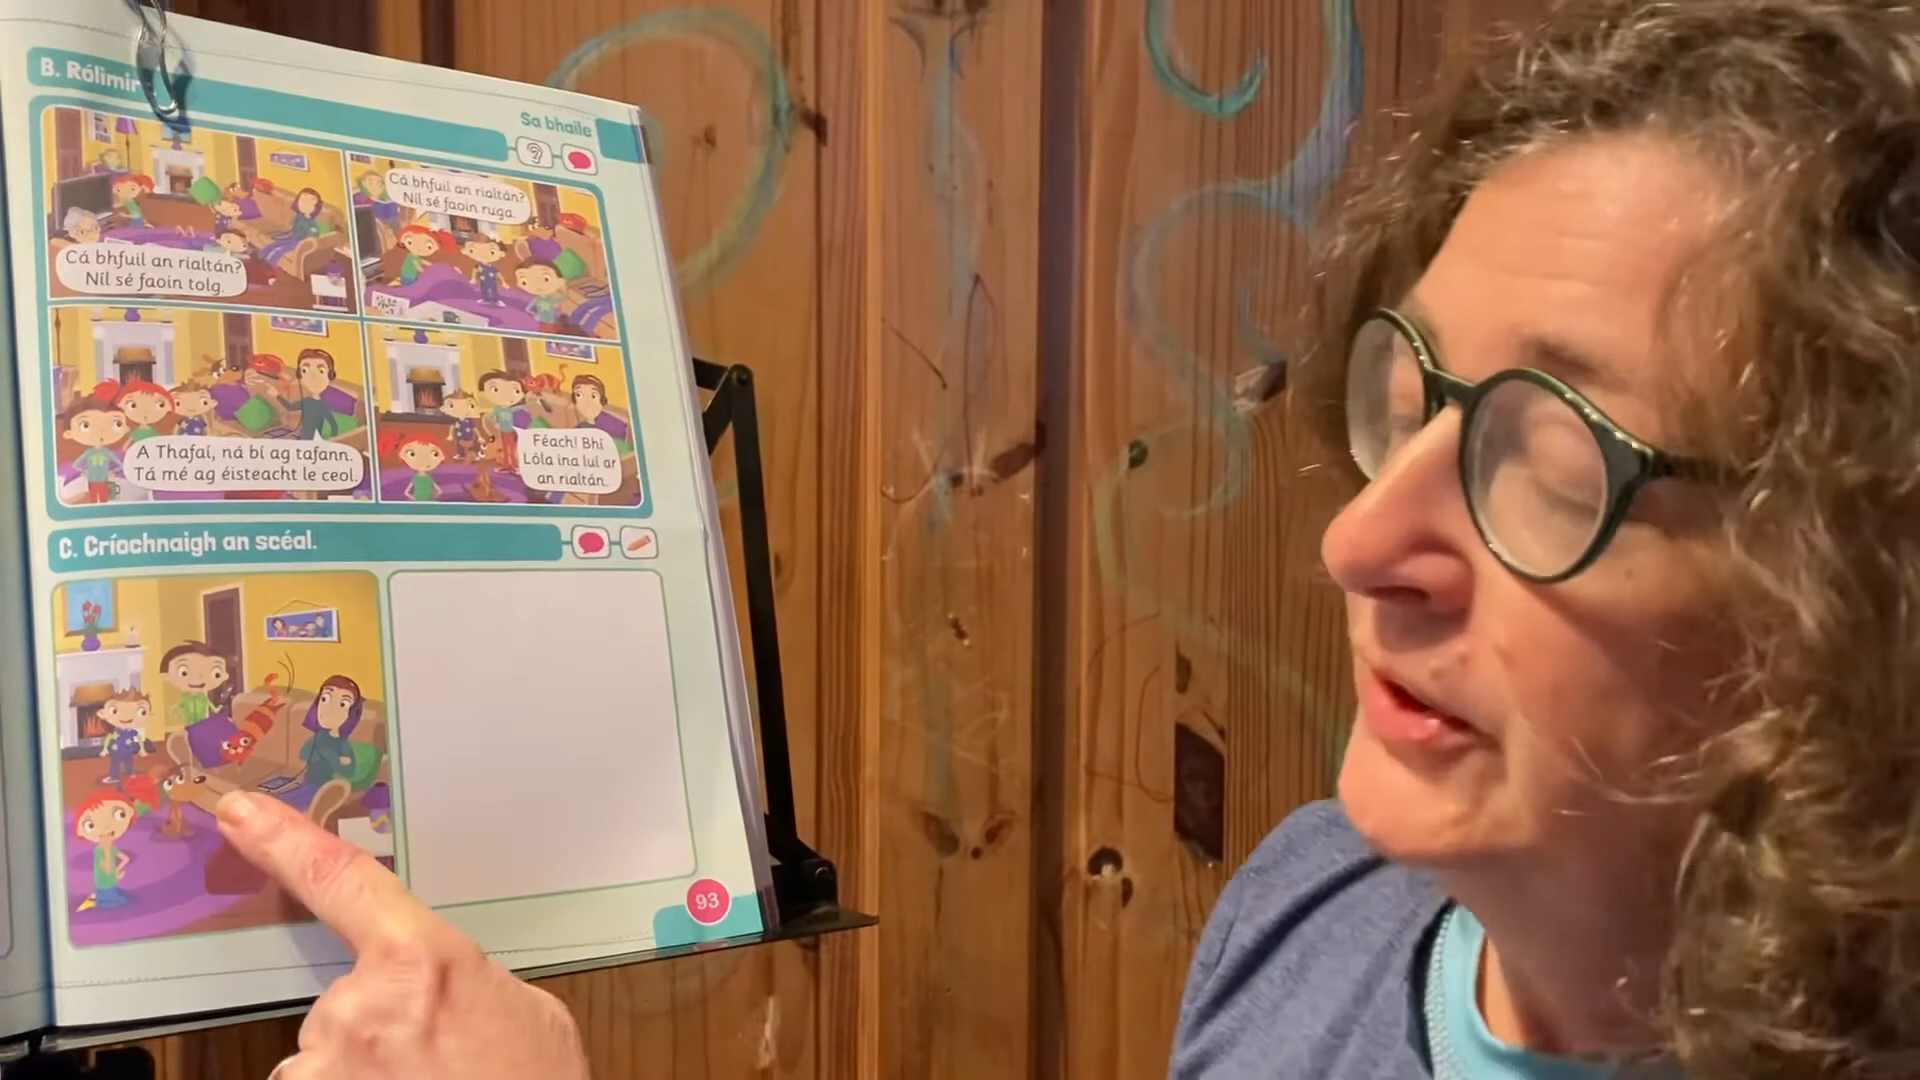 B. Rólimir
Sa bhaile
Cá bhfuil an rialtán?
Níl sé faoin tolg.
Cá bhfuil an rialtán?
Níl sé faoin ruga.
A Thafaí, ná bí ag tafann.
Tá mé ag éisteacht le ceol.
Féach! Bhí
Lóla ina luí ar
an rialtán.
C. Críochnaigh an scéal.
93